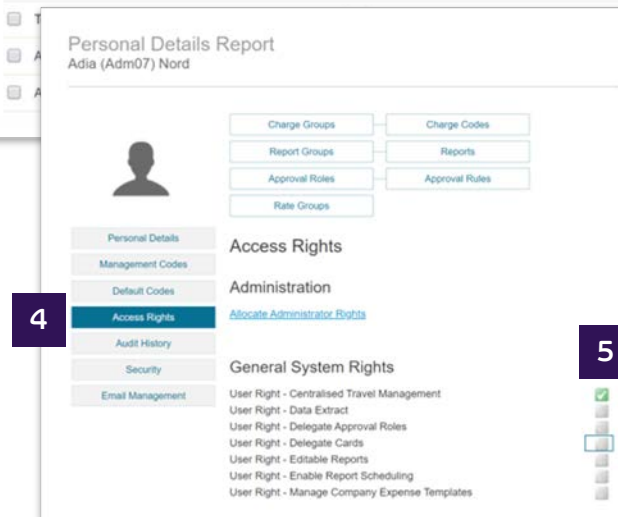 T
A
A
Personal Details Report
Adia (Adm07) Nord
Charge Groups
Charge Codes
Report Groups
Reports
Approval Roles
Approval Rules
Rate Groups
Personal Details
Management Codes
Default Codes
Access Rights
Audit History
Security
Email Management
4
Access Rights
Administration
Allocate Administrator Rights
5
General System Rights
User Right - Centralised Travel Management
User Right - Data Extract
User Right - Delegate Approval Roles
User Right - Delegate Cards
User Right - Editable Reports
User Right - Enable Report Scheduling
User Right - Manage Company Expense Templates